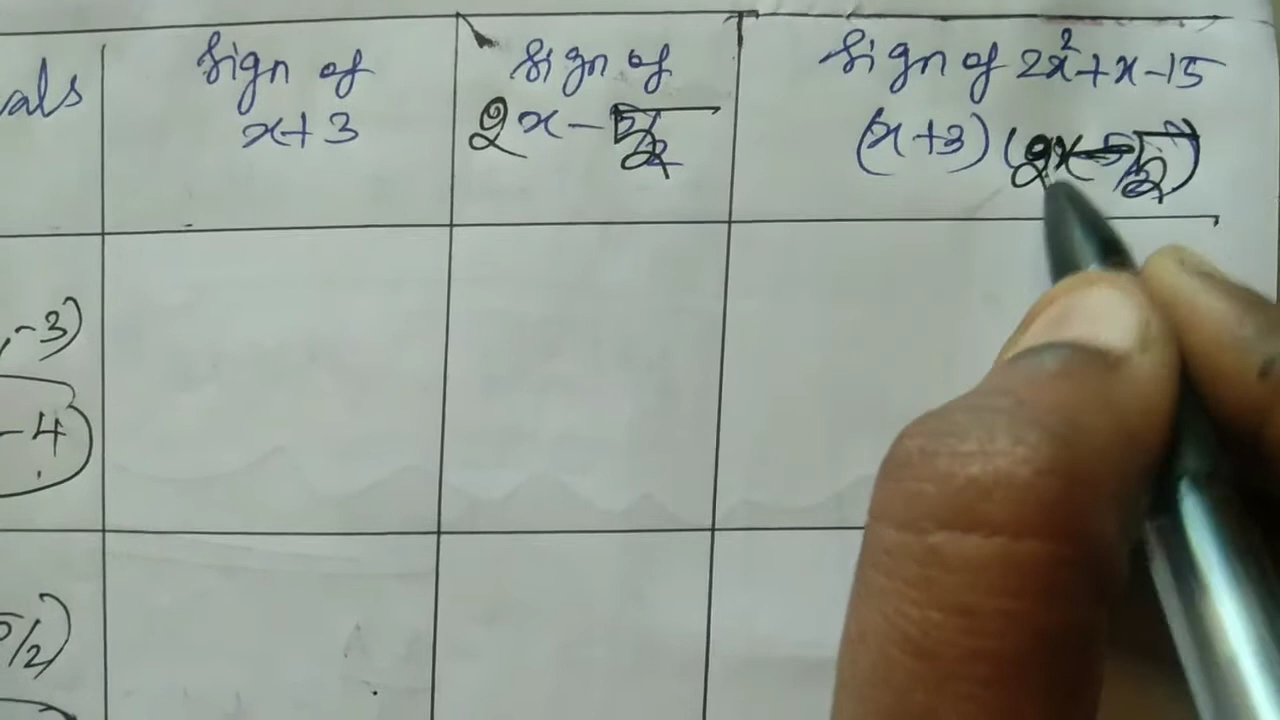 als
Sign of
x+3
Sign of
2x-5
Sign of 2x²+x-15
(x+3)(2x-5)
,-3)
-4)
5/2)